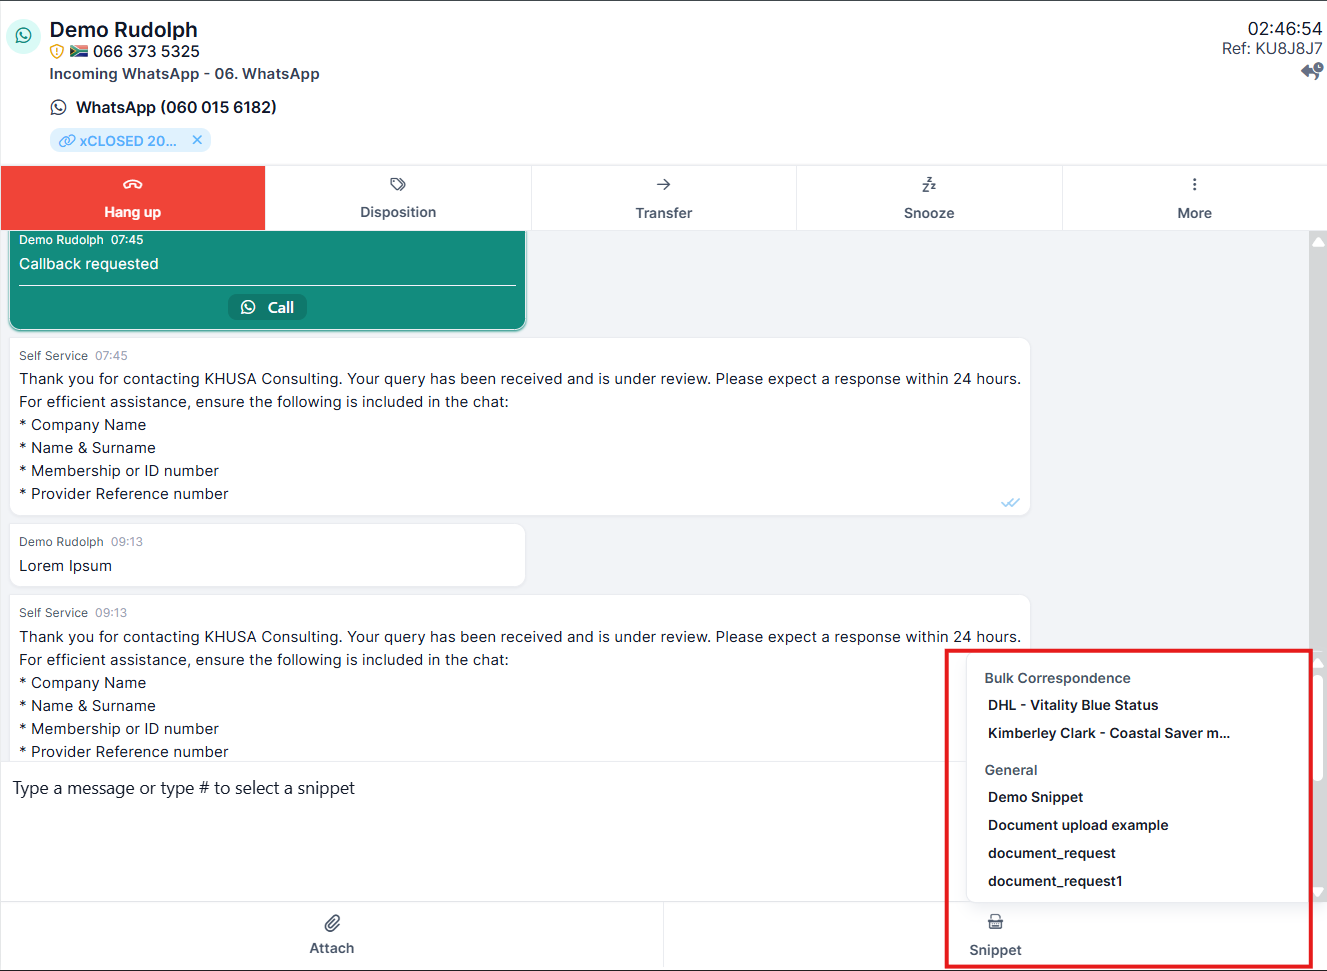 Demo Rudolph
066 373 5325
Incoming WhatsApp - 06. WhatsApp
WhatsApp (060 015 6182)
xCLOSED 20...
02:46:54
Ref: KU8J8J7
Hang up
Disposition
Transfer
Snooze
More
Demo Rudolph 07:45
Callback requested
Call
Self Service 07:45
Thank you for contacting KHUSA Consulting. Your query has been received and is under review. Please expect a response within 24 hours.
For efficient assistance, ensure the following is included in the chat:
* Company Name
* Name & Surname
* Membership or ID number
* Provider Reference number
Demo Rudolph 09:13
Lorem Ipsum
Self Service 09:13
Thank you for contacting KHUSA Consulting. Your query has been received and is under review. Please expect a response within 24 hours.
For efficient assistance, ensure the following is included in the chat:
* Company Name
* Name & Surname
* Membership or ID number
* Provider Reference number
Type a message or type # to select a snippet
Bulk Correspondence
DHL - Vitality Blue Status
Kimberley Clark - Coastal Saver m...
General
Demo Snippet
Document upload example
document_request
document_request1
Attach
Snippet